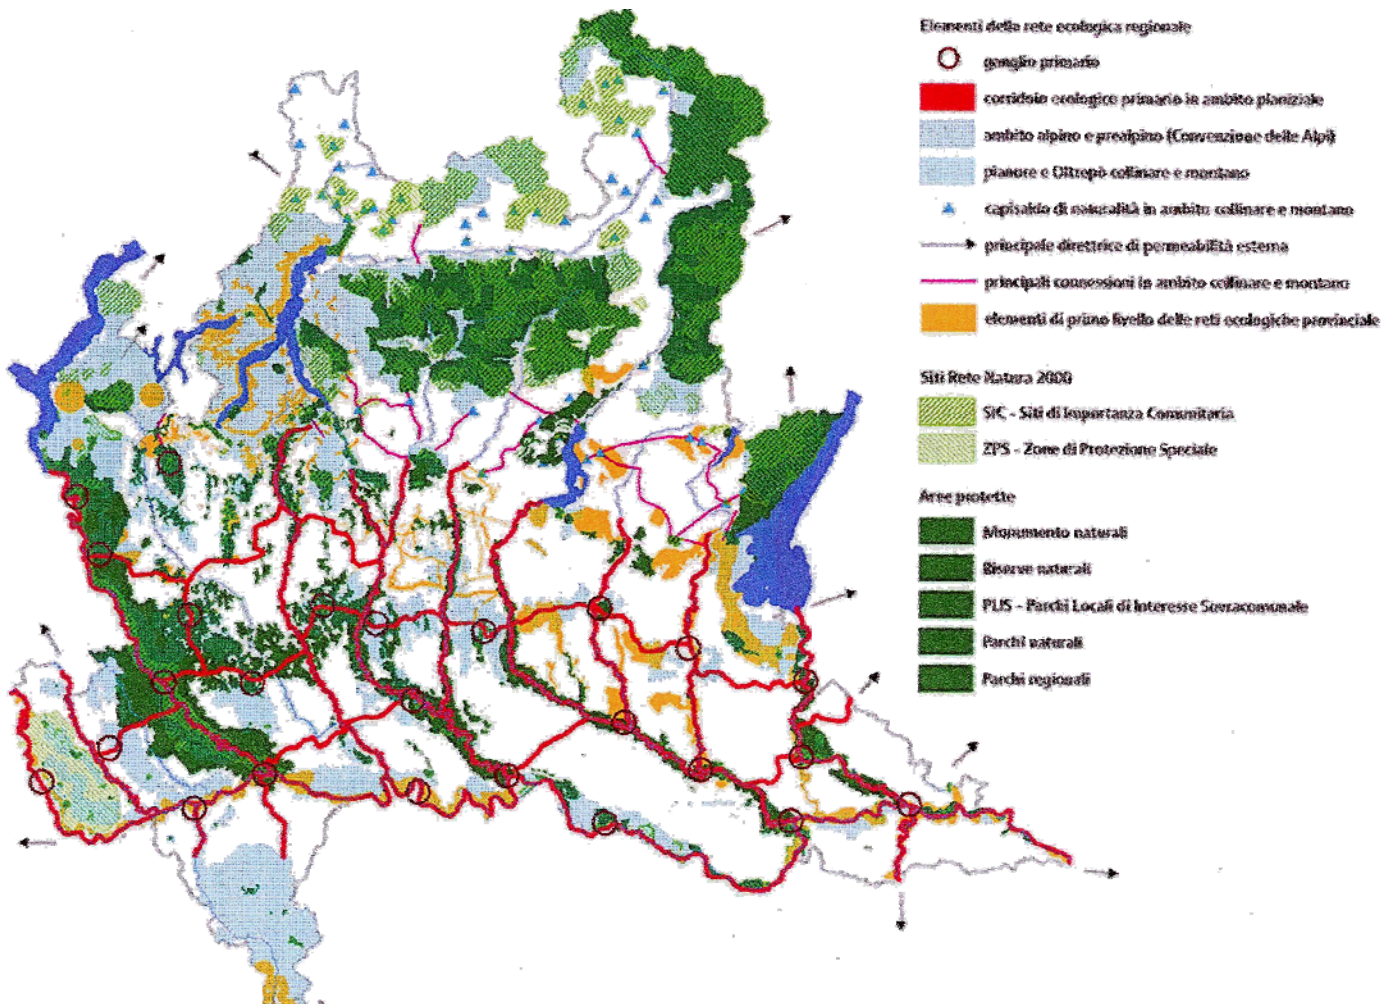 Elementi della rete ecologica regionale
ganglio primario
corridoio ecologico primario in ambito planiziale
ambito alpino e prealpino (Convenzione delle Alpi)
pianure e Oltrepò collinare e montano
capisaldo di naturalità in ambito collinare e montano
principale direttrice di permeabilità esterna
principali connessioni in ambito collinare e montano
elementi di primo livello delle reti ecologiche provinciale
Siti Rete Natura 2000
SIC - Siti di Importanza Comunitaria
ZPS - Zone di Protezione Speciale
Aree protette
Monumento naturali
Riserve naturali
PLIS - Parchi Locali di Interesse Sovracomunale
Parchi naturali
Parchi regionali